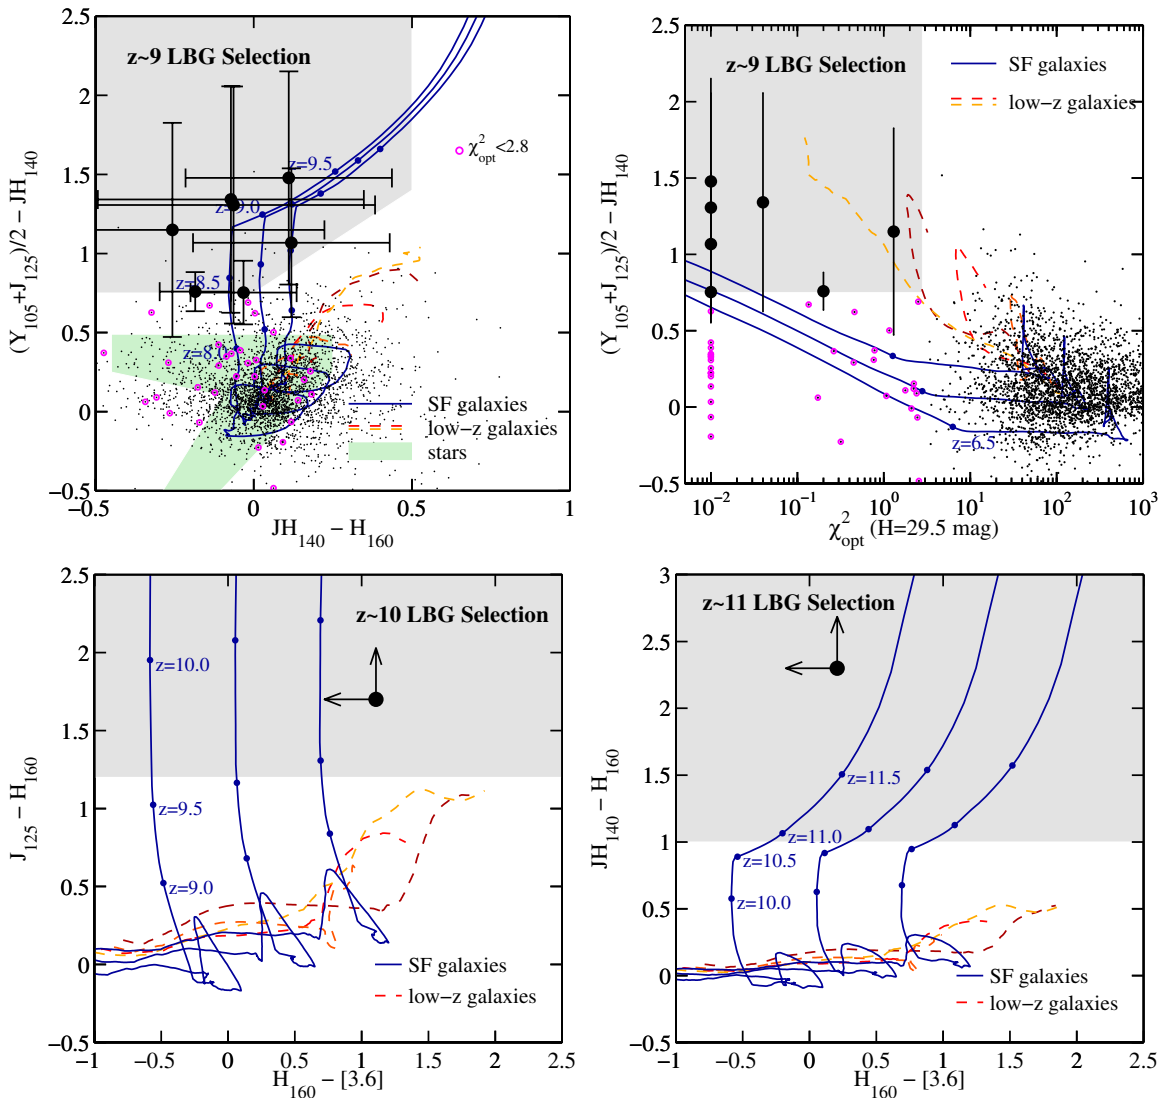 z~9 LBG Selection
z=9.5
χ²opt<2.8
z=9.0
z=8.5
z=8.0
SF galaxies
low−z galaxies
stars
2.5
2
1.5
1
0.5
0
−0.5
−0.5
0
0.5
1
(Y105+J125)/2 − JH140
JH140 − H160
z~9 LBG Selection
SF galaxies
low−z galaxies
z=6.5
2.5
2
1.5
1
0.5
0
−0.5
10−2
10−1
100
101
102
103
(Y105+J125)/2 − JH140
χ²opt (H=29.5 mag)
z~10 LBG Selection
z=10.0
z=9.5
z=9.0
SF galaxies
low−z galaxies
2.5
2
1.5
1
0.5
0
−0.5
−1
−0.5
0
0.5
1
1.5
2
2.5
J125 − H160
H160 − [3.6]
z~11 LBG Selection
z=11.5
z=11.0
z=10.5
z=10.0
SF galaxies
low−z galaxies
3
2.5
2
1.5
1
0.5
0
−0.5
−1
−0.5
0
0.5
1
1.5
2
2.5
JH140 − H160
H160 − [3.6]